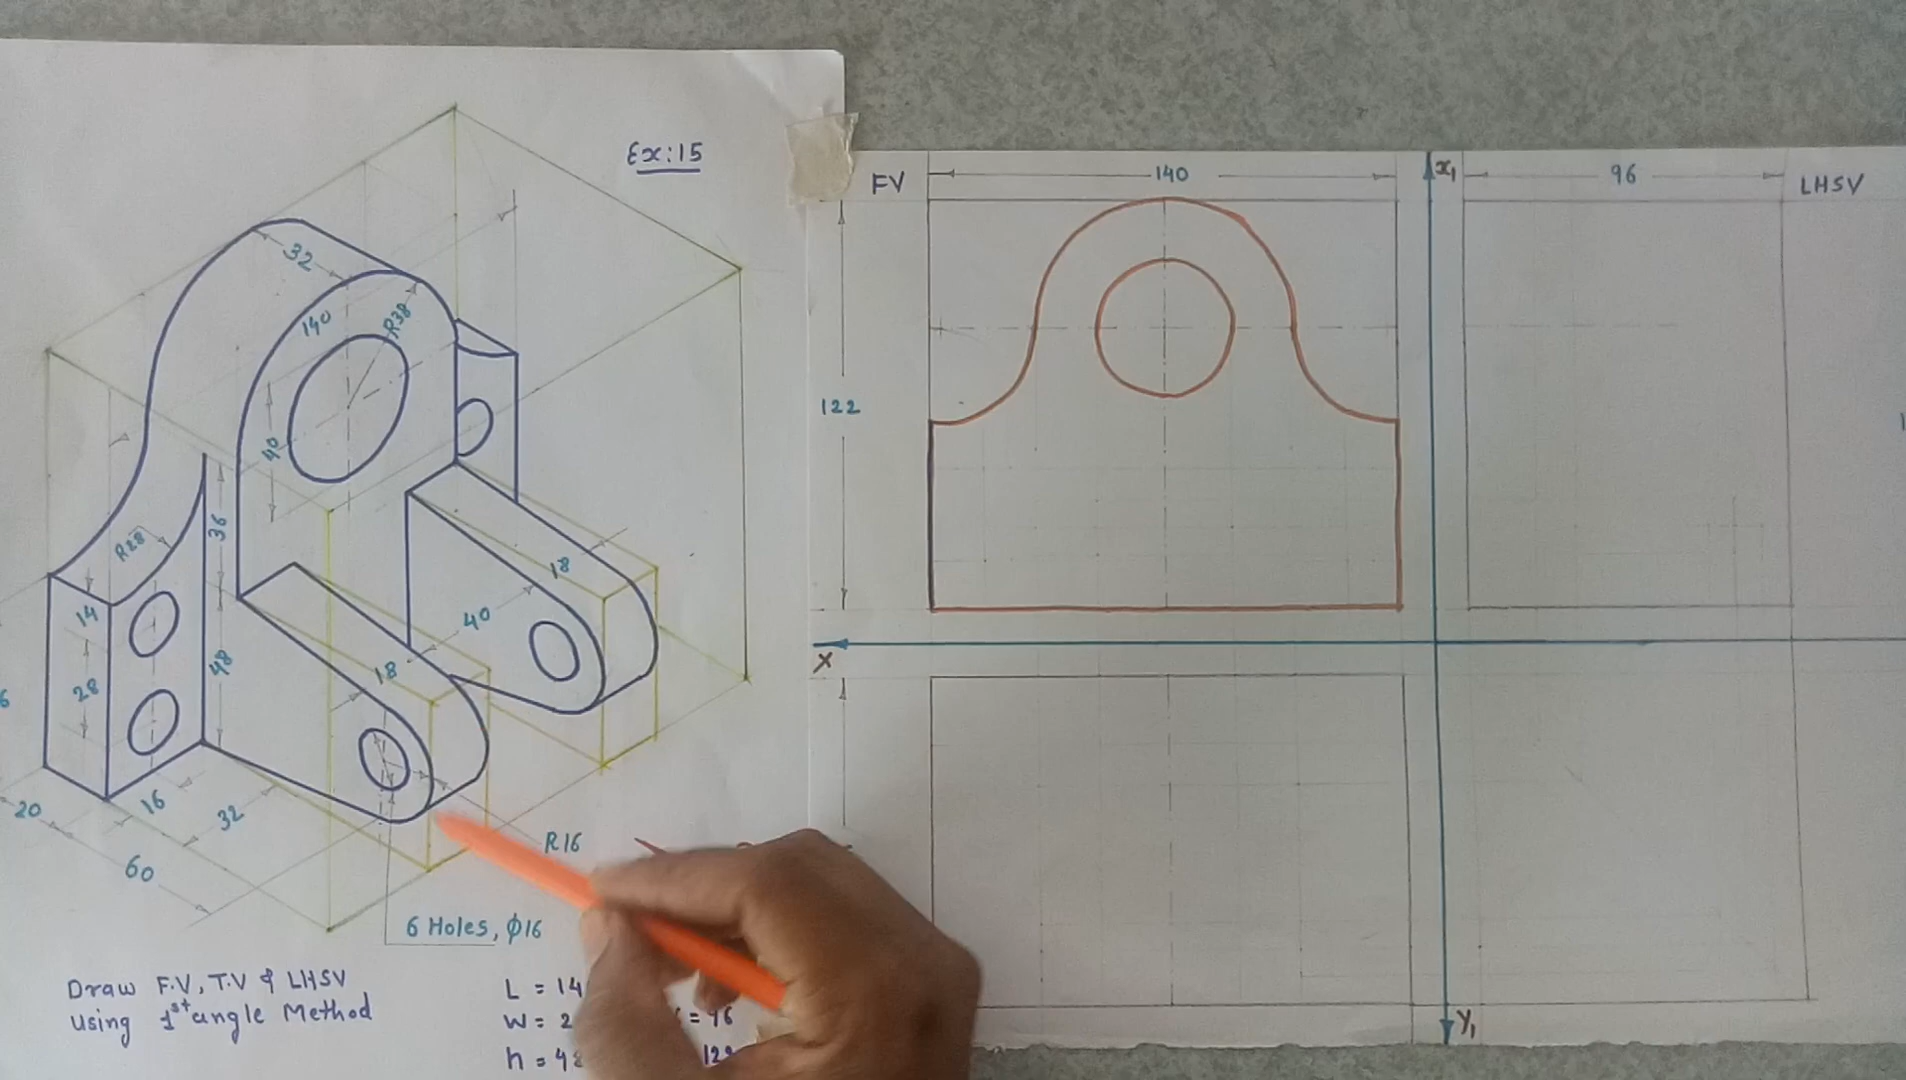 Ex:15
32
140
R38
40
36
R28
14
28
48
18
40
18
20
16
32
60
R16
6 Holes, ϕ16
Draw F.V, T.V & LHSV
Using 1st angle Method
L = 14
W = 2
= 96
h = 48
122
FV
140
x1
96
LHSV
122
X
Y1